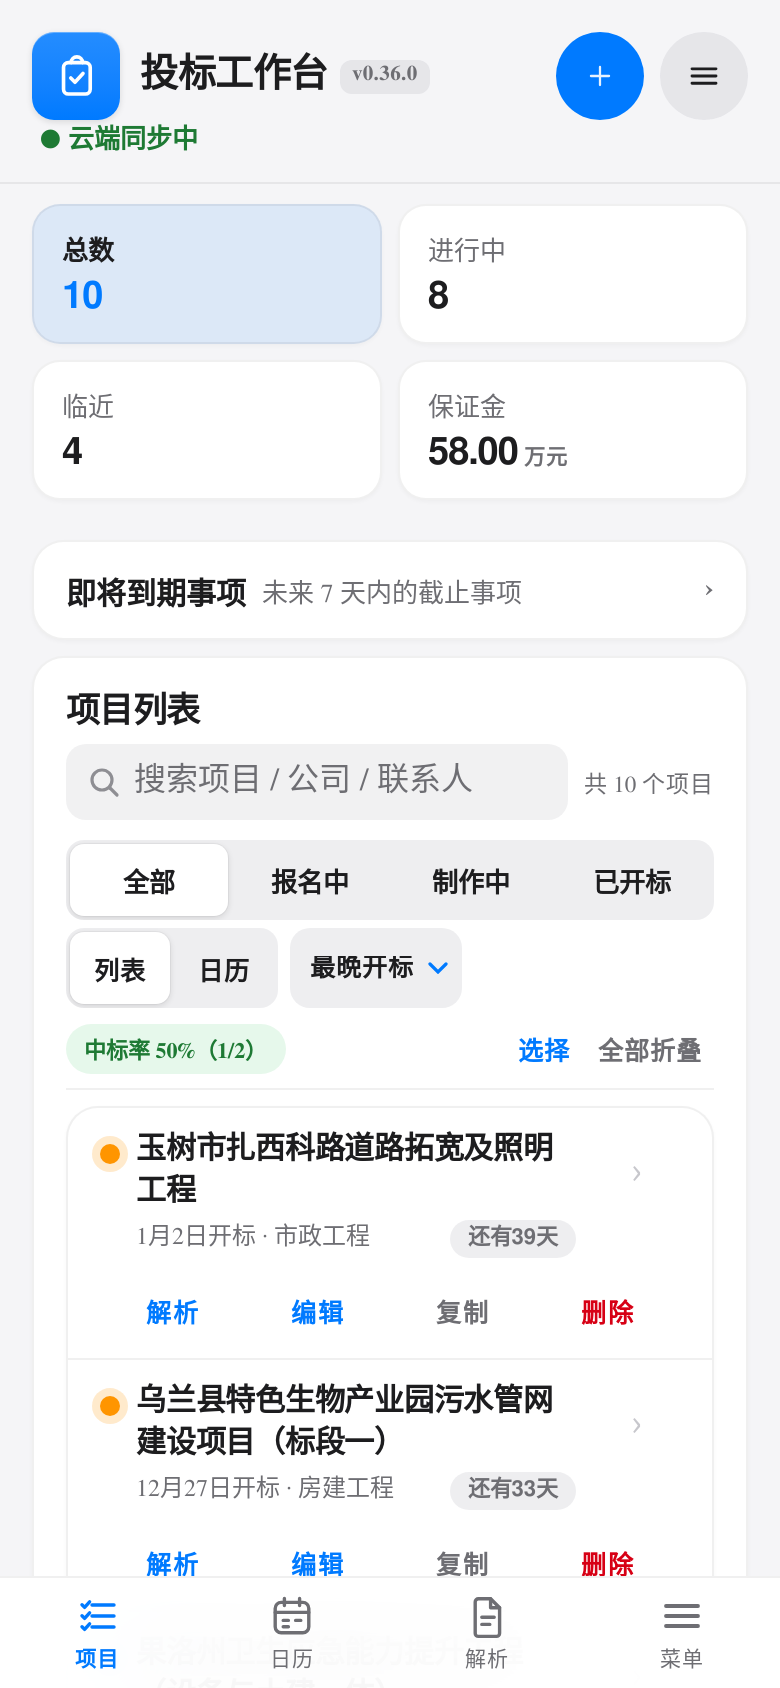 投标工作台 v0.36.0
云端同步中
总数
10
进行中
8
临近
4
保证金
58.00 万元
即将到期事项 未来 7 天内的截止事项
项目列表
搜索项目 / 公司 / 联系人 共 10 个项目
全部 报名中 制作中 已开标
列表 日历 最晚开标
中标率 50%（1/2） 选择 全部折叠
玉树市扎西科路道路拓宽及照明
工程
1月2日开标 · 市政工程 还有39天
解析 编辑 复制 删除
乌兰县特色生物产业园污水管网
建设项目（标段一）
12月27日开标 · 房建工程 还有33天
解析 编辑 复制 删除
项目 日历 解析 菜单